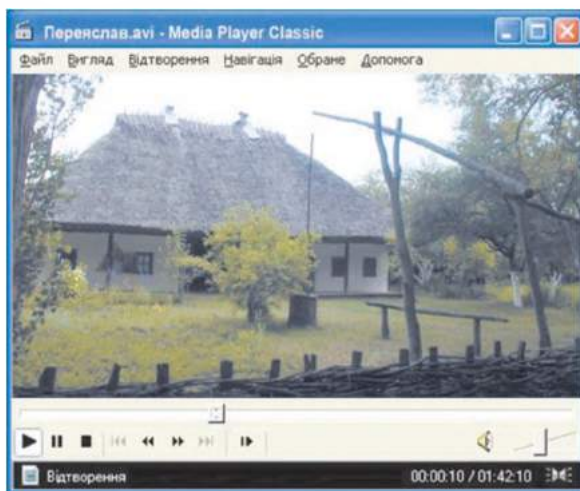 Переяслав.avi - Media Player Classic
Файл Вигляд Відтворення Навігація Обране Допомога
Відтворення 00:00:10 / 01:42:10